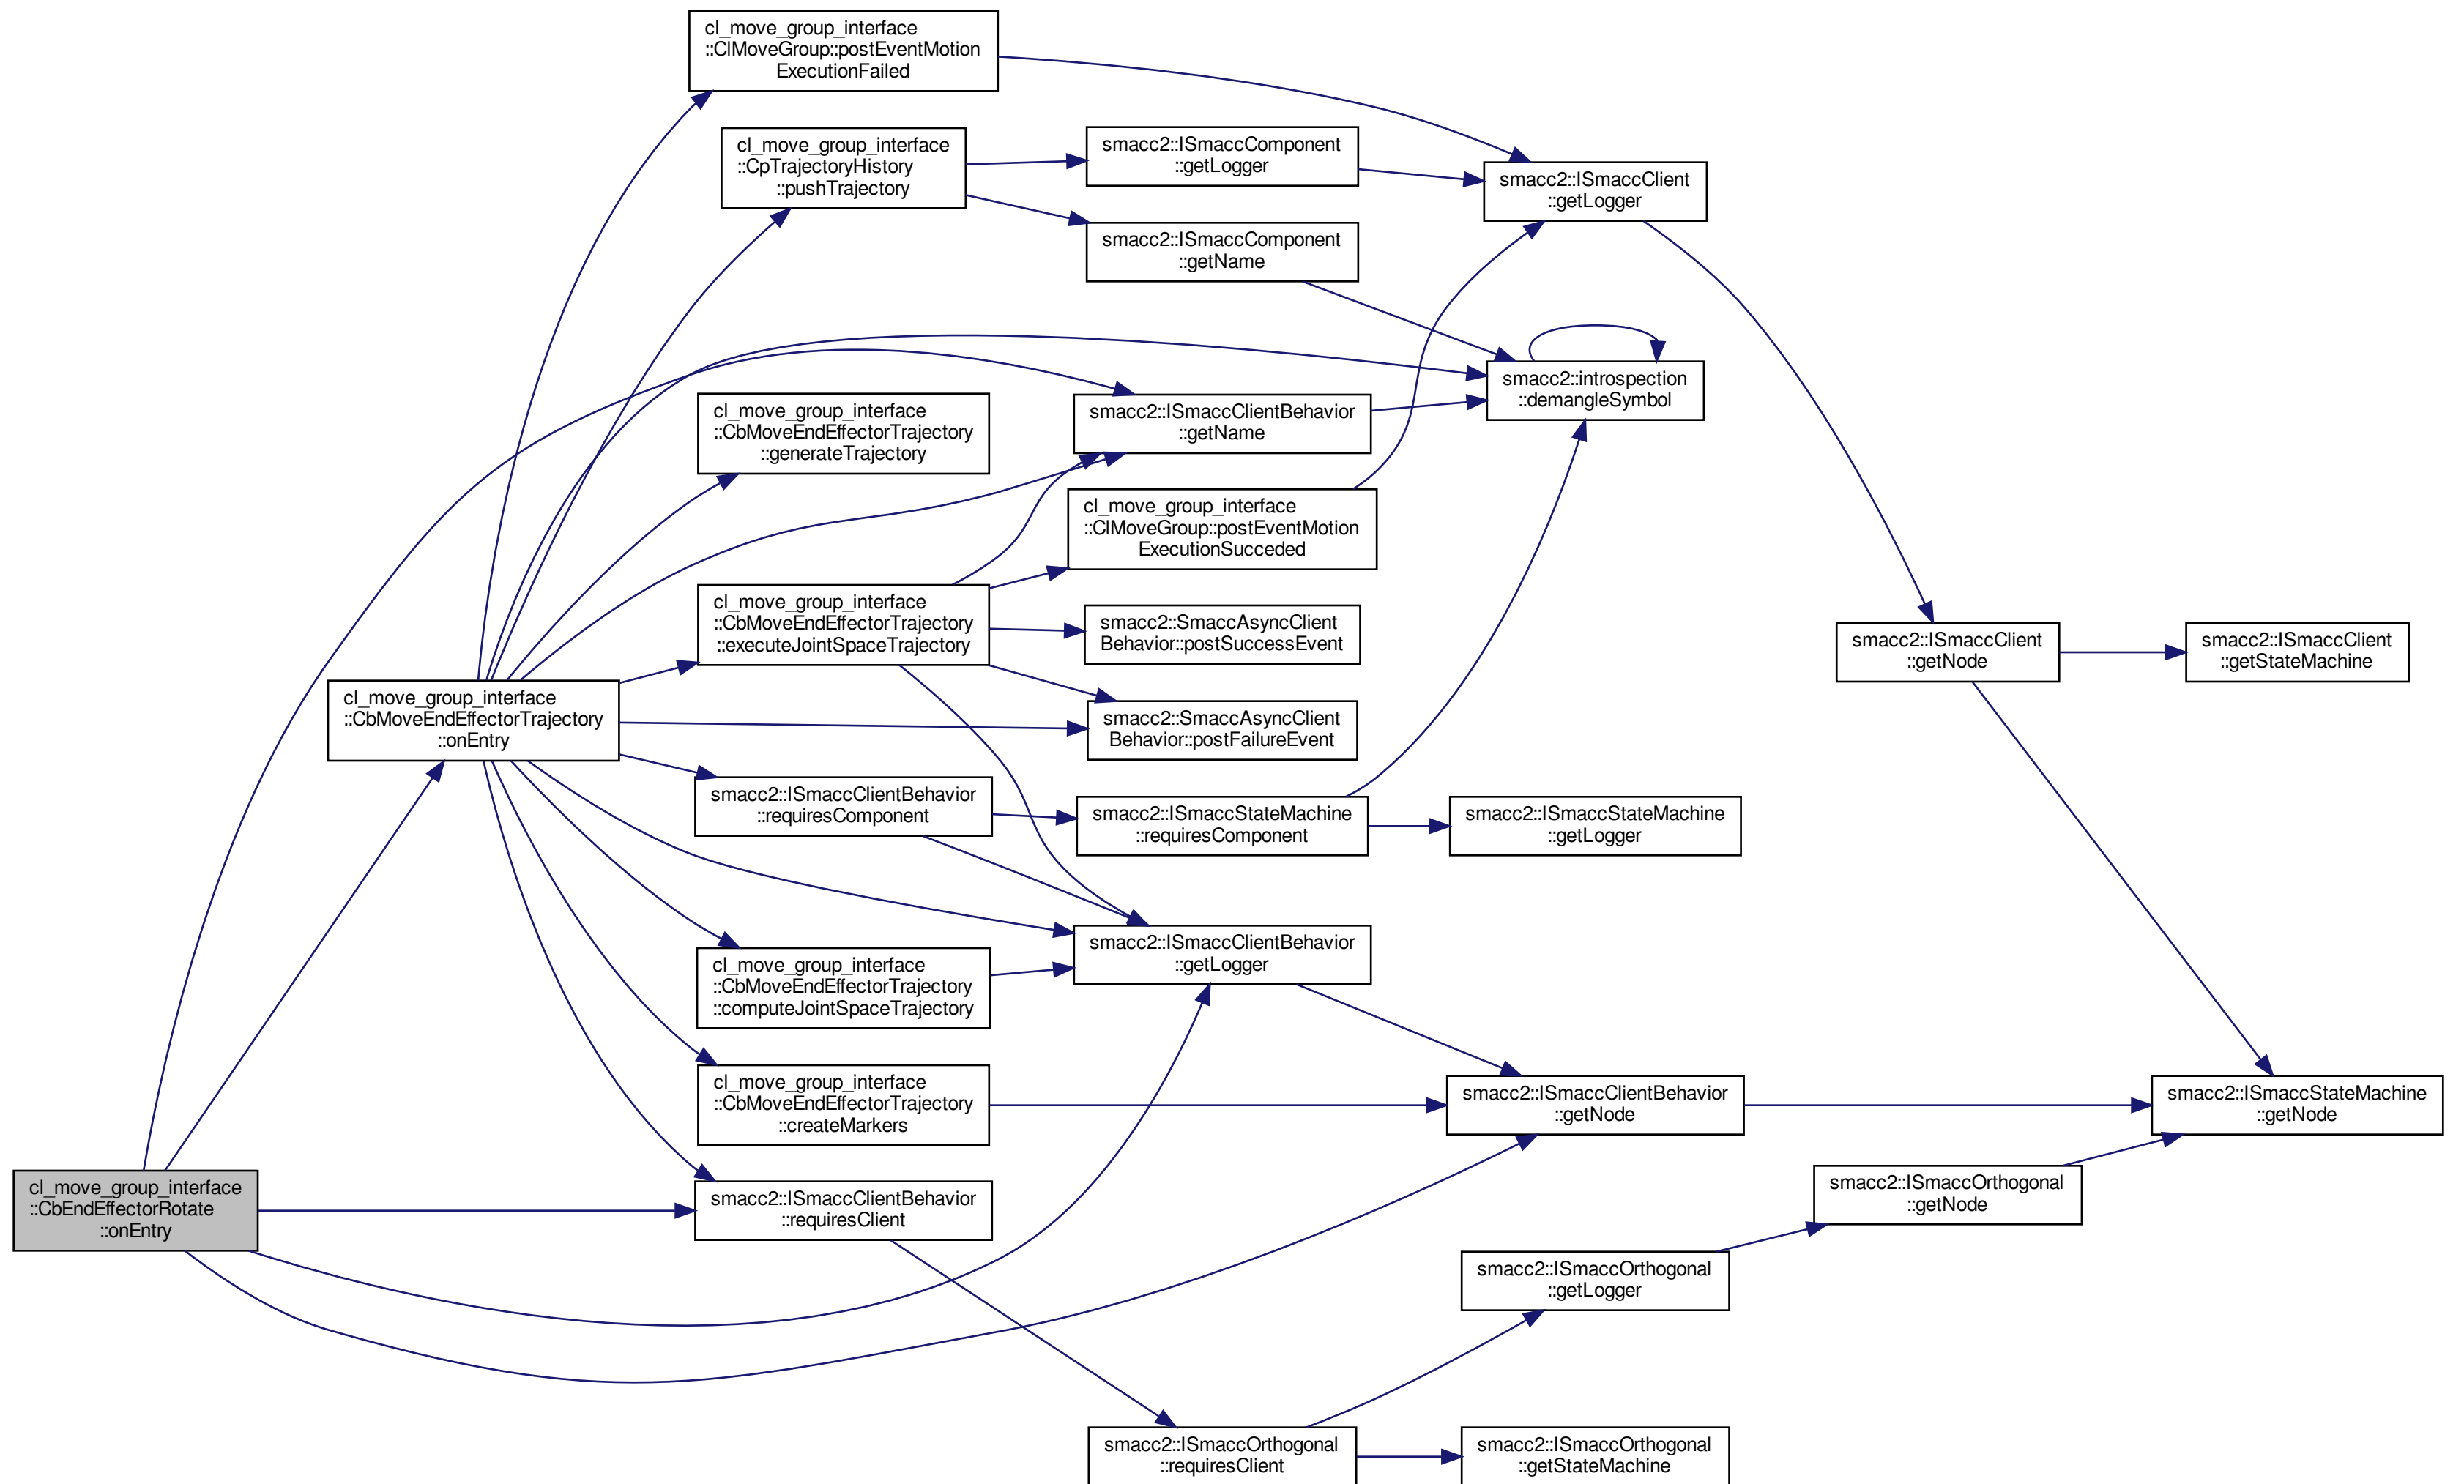 cl_move_group_interface
::ClMoveGroup::postEventMotion
ExecutionFailed
cl_move_group_interface
::CpTrajectoryHistory
::pushTrajectory
smacc2::ISmaccComponent
::getLogger
smacc2::ISmaccClient
::getLogger
smacc2::ISmaccComponent
::getName
smacc2::introspection
::demangleSymbol
cl_move_group_interface
::CbMoveEndEffectorTrajectory
::generateTrajectory
smacc2::ISmaccClientBehavior
::getName
cl_move_group_interface
::ClMoveGroup::postEventMotion
ExecutionSucceded
cl_move_group_interface
::CbMoveEndEffectorTrajectory
::executeJointSpaceTrajectory
smacc2::SmaccAsyncClient
Behavior::postSuccessEvent
smacc2::ISmaccClient
::getNode
smacc2::ISmaccClient
::getStateMachine
cl_move_group_interface
::CbMoveEndEffectorTrajectory
::onEntry
smacc2::SmaccAsyncClient
Behavior::postFailureEvent
smacc2::ISmaccClientBehavior
::requiresComponent
smacc2::ISmaccStateMachine
::requiresComponent
smacc2::ISmaccStateMachine
::getLogger
smacc2::ISmaccClientBehavior
::getLogger
cl_move_group_interface
::CbMoveEndEffectorTrajectory
::computeJointSpaceTrajectory
cl_move_group_interface
::CbMoveEndEffectorTrajectory
::createMarkers
smacc2::ISmaccClientBehavior
::getNode
smacc2::ISmaccStateMachine
::getNode
cl_move_group_interface
::CbEndEffectorRotate
::onEntry
smacc2::ISmaccClientBehavior
::requiresClient
smacc2::ISmaccOrthogonal
::getNode
smacc2::ISmaccOrthogonal
::getLogger
smacc2::ISmaccOrthogonal
::requiresClient
smacc2::ISmaccOrthogonal
::getStateMachine